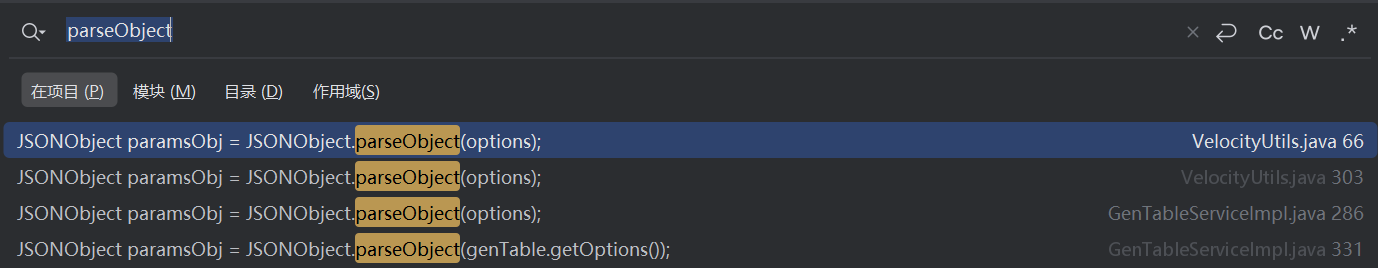 parseObject
× Cc W .*
在项目 (P) 模块 (M) 目录 (D) 作用域(S)
JSONObject paramsObj = JSONObject.parseObject(options); VelocityUtils.java 66
JSONObject paramsObj = JSONObject.parseObject(options); VelocityUtils.java 303
JSONObject paramsObj = JSONObject.parseObject(options); GenTableServiceImpl.java 286
JSONObject paramsObj = JSONObject.parseObject(genTable.getOptions()); GenTableServiceImpl.java 331